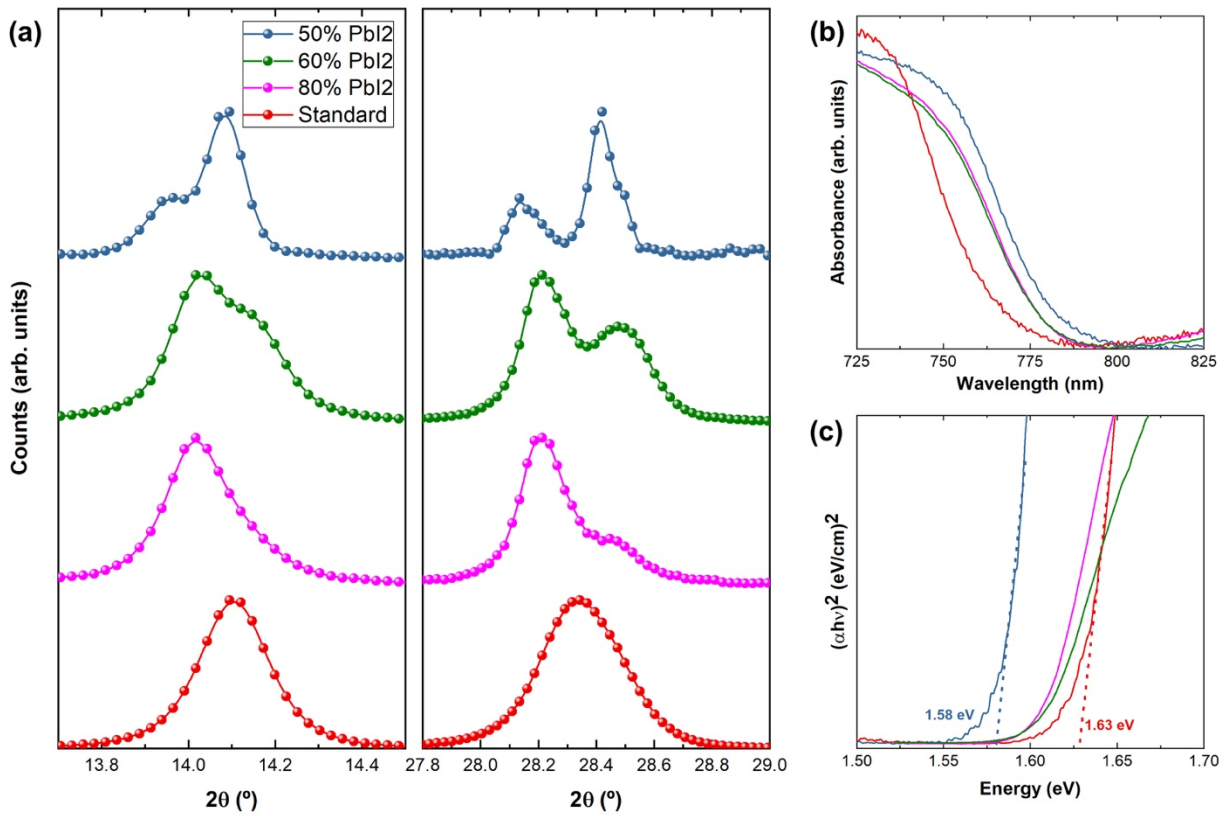 (a)
50% PbI2
60% PbI2
80% PbI2
Standard
Counts (arb. units)
13.8 14.0 14.2 14.4
2θ (º)
27.8 28.0 28.2 28.4 28.6 28.8 29.0
2θ (º)
(b)
Absorbance (arb. units)
725 750 775 800 825
Wavelength (nm)
(c)
(αhν)² (eV/cm)²
1.58 eV
1.63 eV
1.50 1.55 1.60 1.65 1.70
Energy (eV)